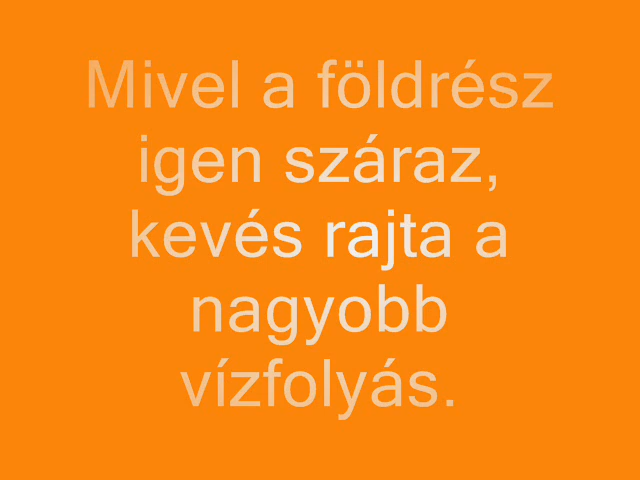 Mivel a földrész
igen száraz,
kevés rajta a
nagyobb
vízfolyás.